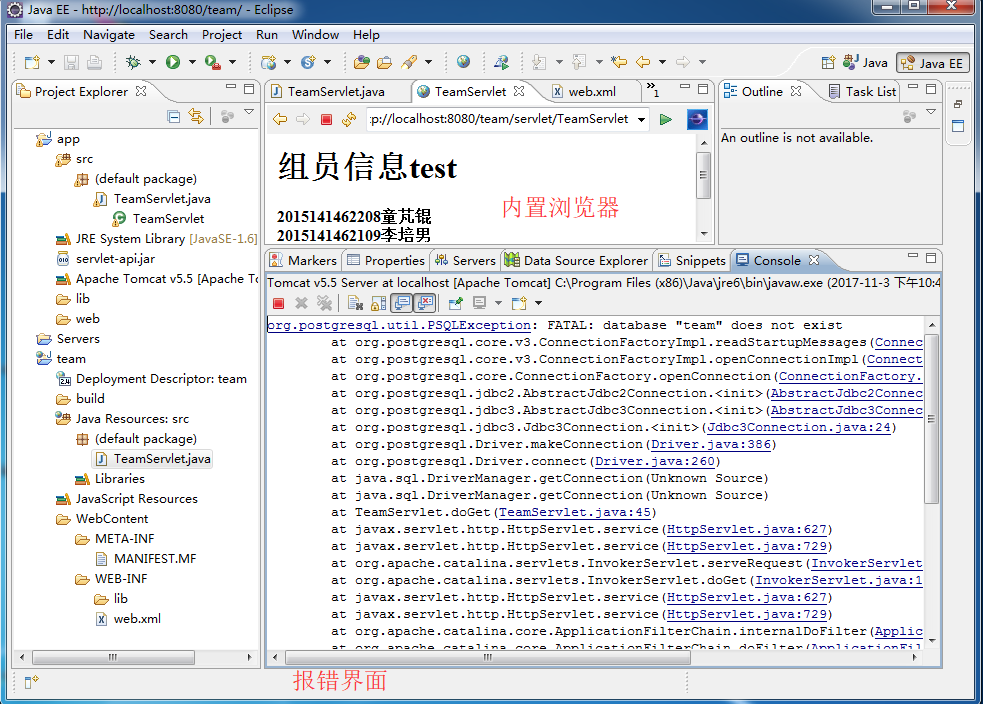 Java EE - http://localhost:8080/team/ - Eclipse
File Edit Navigate Search Project Run Window Help
Java Java EE
Project Explorer
app
src
(default package)
TeamServlet.java
TeamServlet
JRE System Library [JavaSE-1.6]
servlet-api.jar
Apache Tomcat v5.5 [Apache To
lib
web
Servers
team
Deployment Descriptor: team
build
Java Resources: src
(default package)
TeamServlet.java
Libraries
JavaScript Resources
WebContent
META-INF
MANIFEST.MF
WEB-INF
lib
web.xml
TeamServlet.java TeamServlet web.xml »1
:p://localhost:8080/team/servlet/TeamServlet
组员信息test
2015141462208童芃锟
2015141462109李培男
内置浏览器
Outline Task List
An outline is not available.
Markers Properties Servers Data Source Explorer Snippets Console
Tomcat v5.5 Server at localhost [Apache Tomcat] C:\Program Files (x86)\Java\jre6\bin\javaw.exe (2017-11-3 下午10:4
org.postgresql.util.PSQLException: FATAL: database "team" does not exist
at org.postgresql.core.v3.ConnectionFactoryImpl.readStartupMessages(Connec
at org.postgresql.core.v3.ConnectionFactoryImpl.openConnectionImpl(Connect
at org.postgresql.core.ConnectionFactory.openConnection(ConnectionFactory.
at org.postgresql.jdbc2.AbstractJdbc2Connection.<init>(AbstractJdbc2Connec
at org.postgresql.jdbc3.AbstractJdbc3Connection.<init>(AbstractJdbc3Connec
at org.postgresql.jdbc3.Jdbc3Connection.<init>(Jdbc3Connection.java:24)
at org.postgresql.Driver.makeConnection(Driver.java:386)
at org.postgresql.Driver.connect(Driver.java:260)
at java.sql.DriverManager.getConnection(Unknown Source)
at java.sql.DriverManager.getConnection(Unknown Source)
at TeamServlet.doGet(TeamServlet.java:45)
at javax.servlet.http.HttpServlet.service(HttpServlet.java:627)
at javax.servlet.http.HttpServlet.service(HttpServlet.java:729)
at org.apache.catalina.servlets.InvokerServlet.serveRequest(InvokerServlet
at org.apache.catalina.servlets.InvokerServlet.doGet(InvokerServlet.java:1
at javax.servlet.http.HttpServlet.service(HttpServlet.java:627)
at javax.servlet.http.HttpServlet.service(HttpServlet.java:729)
at org.apache.catalina.core.ApplicationFilterChain.internalDoFilter(Applic
at org.apache.catalina.core.ApplicationFilterChain.doFilter(ApplicationFil
报错界面